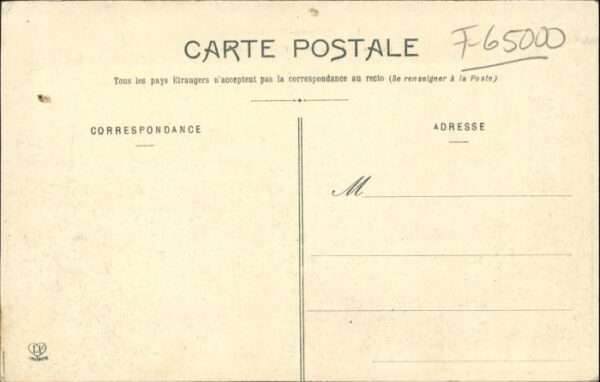 CARTE POSTALE
F-65000
Tous les pays Etrangers n'acceptent pas la correspondance au recto (Se renseigner à la Poste)
CORRESPONDANCE
ADRESSE
M